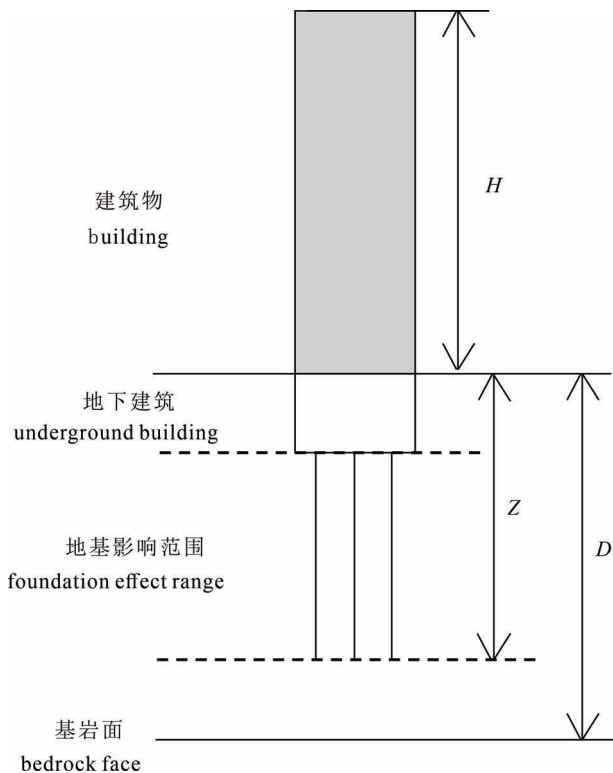 H
建筑物
building
地下建筑
underground building
Z
地基影响范围
foundation effect range
D
基岩面
bedrock face